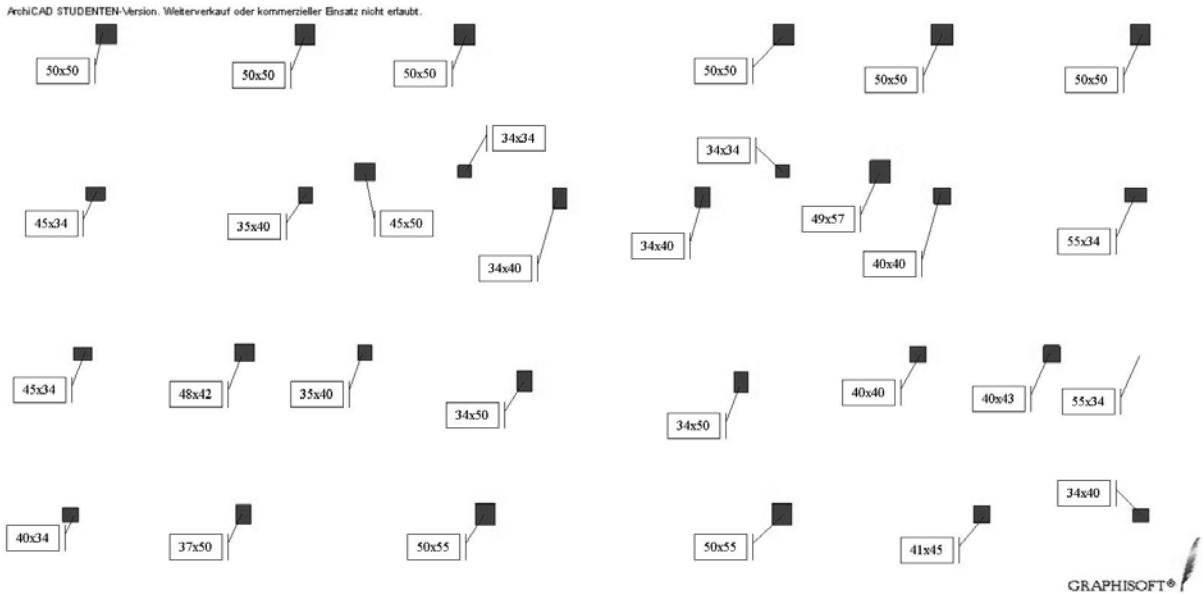 ArchiCAD STUDENTEN-Version. Weiterverkauf oder kommerzieller Einsatz nicht erlaubt.
50x50
50x50
50x50
50x50
50x50
50x50
34x34
34x34
45x34
35x40
45x50
34x40
34x40
49x57
40x40
55x34
45x34
48x42
35x40
34x50
34x50
40x40
40x43
55x34
40x34
37x50
50x55
50x55
41x45
34x40
GRAPHISOFT®